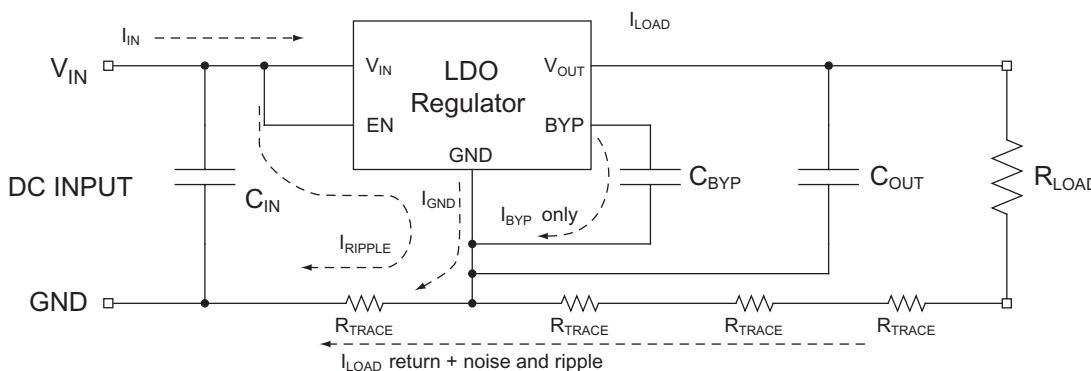 I_IN
I_LOAD
V_IN
V_IN
LDO
Regulator
V_OUT
EN
BYP
GND
DC INPUT
C_IN
I_GND
I_BYP only
C_BYP
C_OUT
R_LOAD
I_RIPPLE
GND
R_TRACE
R_TRACE
R_TRACE
R_TRACE
I_LOAD return + noise and ripple